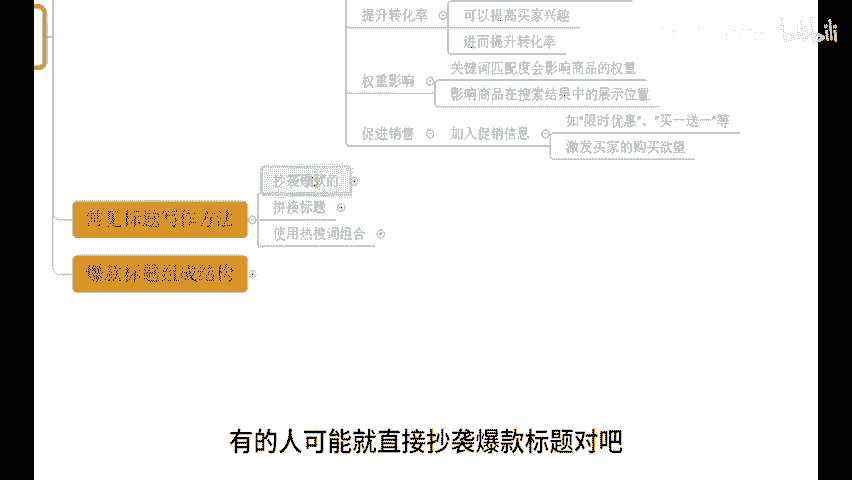 提升转化率
可以提高买家兴趣
进而提升转化率
bilibili
权重影响
关键词匹配度会影响商品的权重
影响商品在搜索结果中的展示位置
促进销售
加入促销信息
如“限时优惠”、“买一送一”等
激发买家的购买欲望
常见标题写作方法
抄袭爆款的
拼接标题
使用热搜词组合
爆款标题组成结构
有的人可能就直接抄袭爆款标题对吧